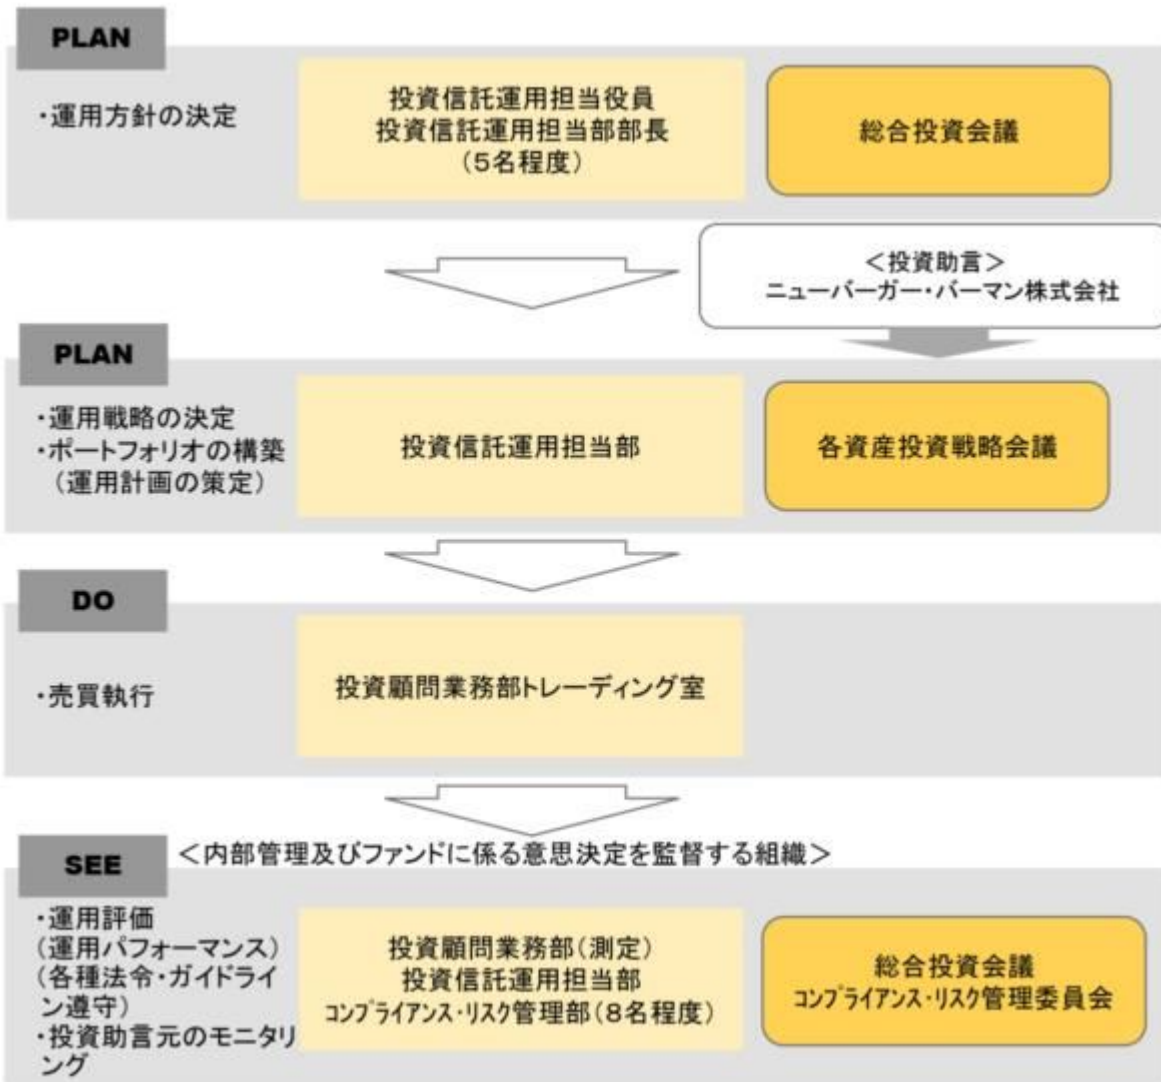 PLAN
・運用方針の決定
投資信託運用担当役員
投資信託運用担当部部長
(5名程度)
総合投資会議
＜投資助言＞
ニューバーガー・バーマン株式会社
PLAN
・運用戦略の決定
・ポートフォリオの構築
(運用計画の策定)
投資信託運用担当部
各資産投資戦略会議
DO
・売買執行
投資顧問業務部トレーディング室
SEE
＜内部管理及びファンドに係る意思決定を監督する組織＞
・運用評価
(運用パフォーマンス)
(各種法令・ガイドライ
ン遵守)
・投資助言元のモニタリ
ング
投資顧問業務部(測定)
投資信託運用担当部
ｺﾝﾌﾟﾗｲｱﾝｽ・ﾘｽｸ管理部(8名程度)
総合投資会議
ｺﾝﾌﾟﾗｲｱﾝｽ・ﾘｽｸ管理委員会